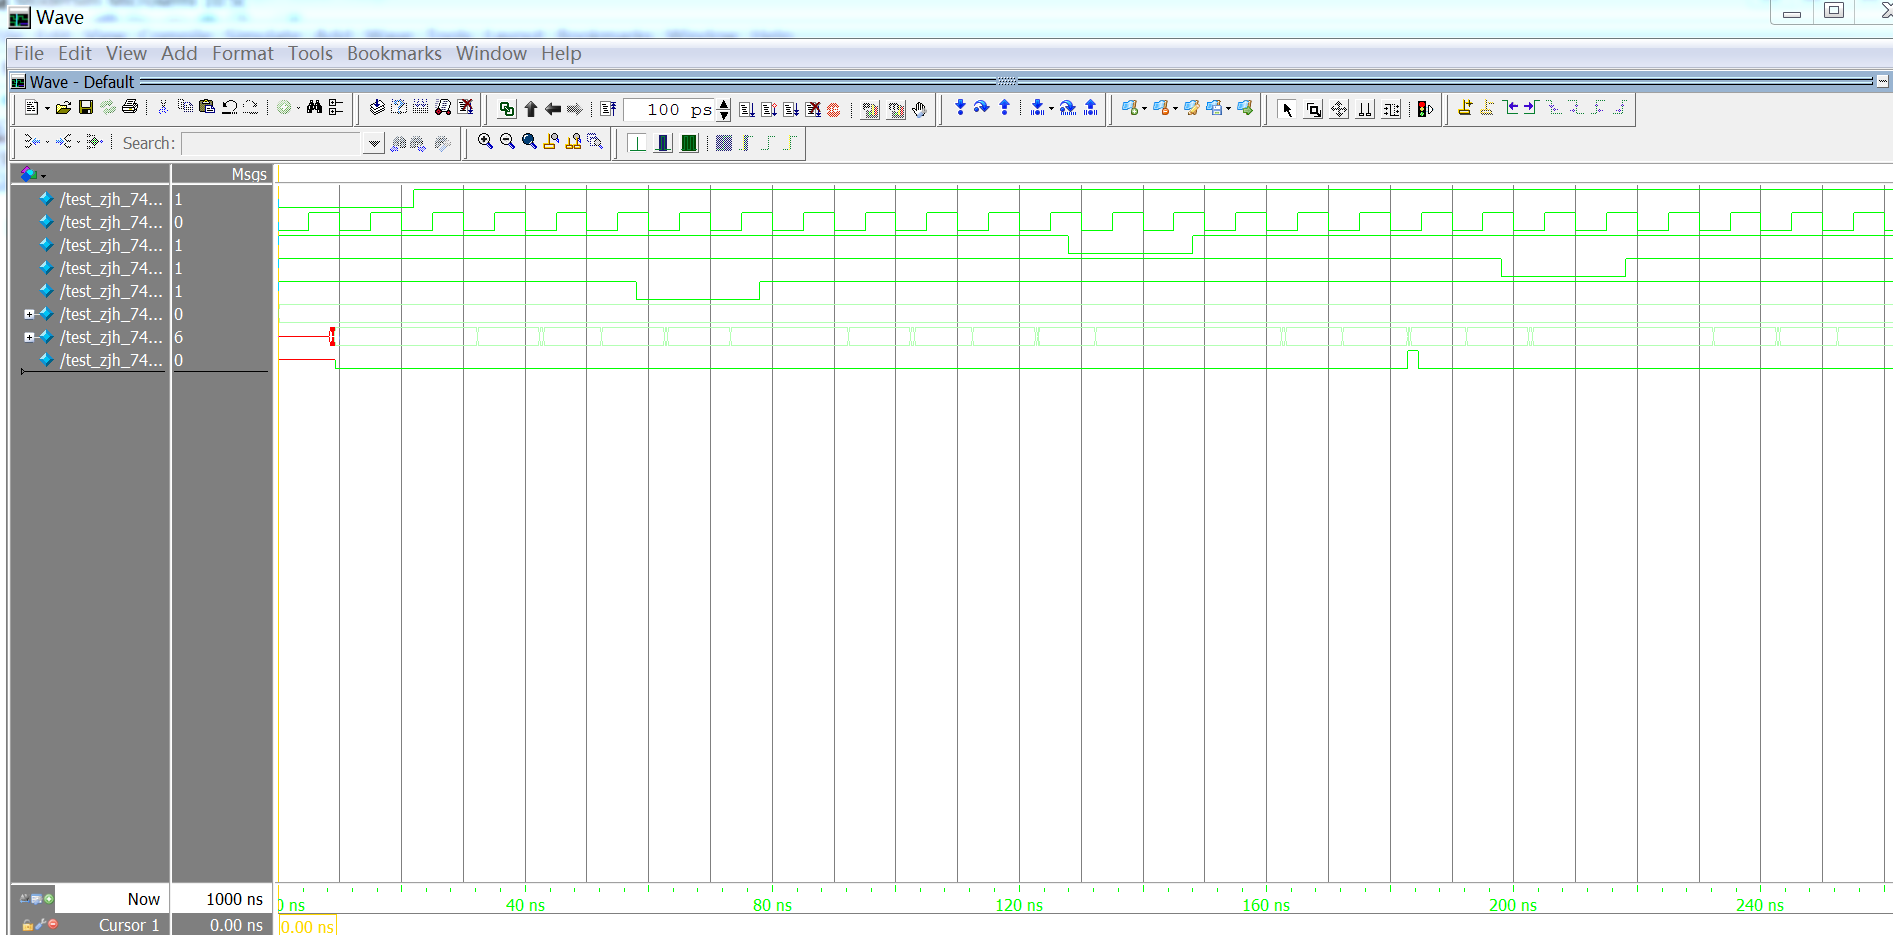 Wave
File Edit View Add Format Tools Bookmarks Window Help
Wave - Default
100 ps
Search:
Msgs
/test_zjh_74... 1
/test_zjh_74... 0
/test_zjh_74... 1
/test_zjh_74... 1
/test_zjh_74... 1
/test_zjh_74... 0
/test_zjh_74... 6
/test_zjh_74... 0
Now 1000 ns 0 ns 40 ns 80 ns 120 ns 160 ns 200 ns 240 ns
Cursor 1 0.00 ns 0.00 ns